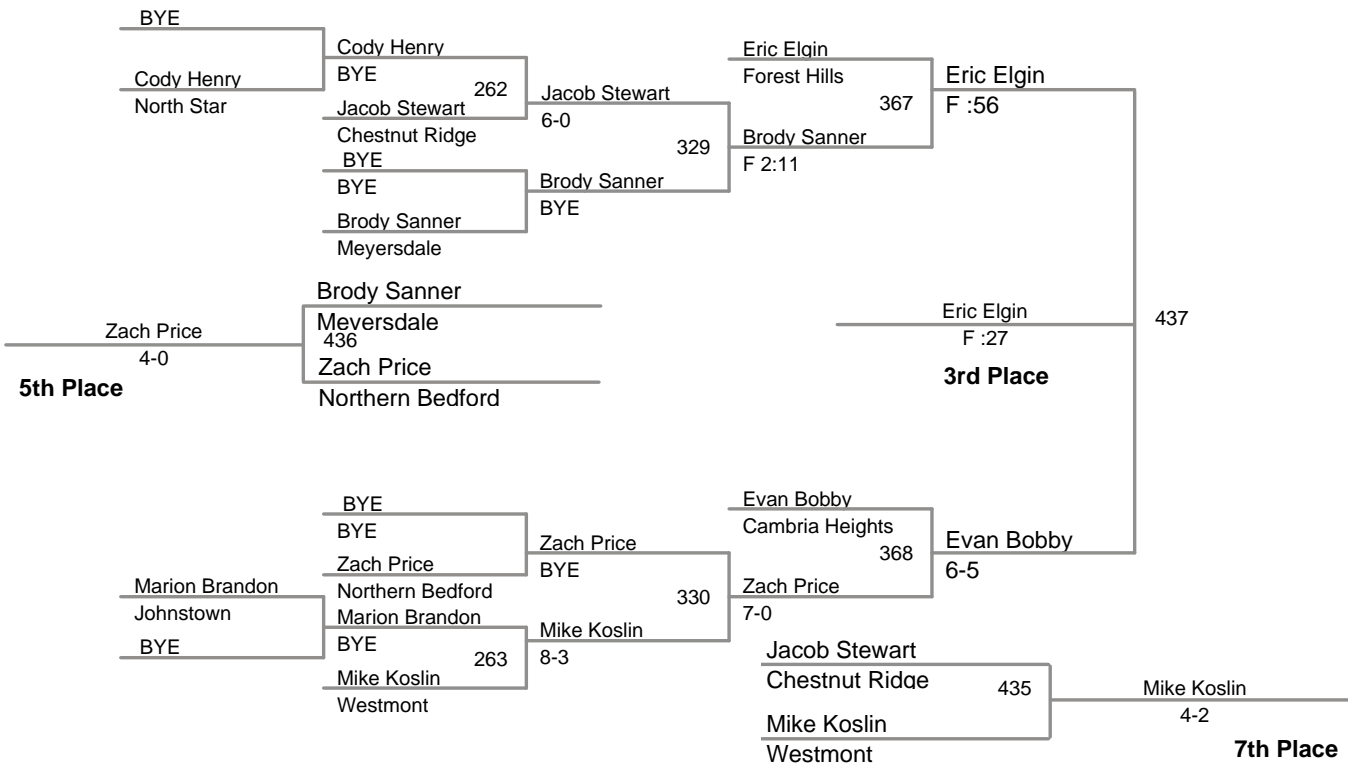 BYE
Cody Henry
North Star
Cody Henry
BYE
262
Jacob Stewart
Chestnut Ridge
BYE
BYE
Brody Sanner
Meyersdale
Jacob Stewart
6-0
329
Brody Sanner
BYE
Eric Elgin
Forest Hills
367
Brody Sanner
F 2:11
Eric Elgin
F :56
Brody Sanner
Meyersdale
436
Zach Price
Northern Bedford
Zach Price
4-0
5th Place
Eric Elgin
F :27
3rd Place
437
BYE
BYE
Zach Price
Northern Bedford
Marion Brandon
Johnstown
BYE
Marion Brandon
BYE
263
Mike Koslin
Westmont
Zach Price
BYE
330
Mike Koslin
8-3
Evan Bobby
Cambria Heights
368
Zach Price
7-0
Evan Bobby
6-5
Jacob Stewart
Chestnut Ridge
435
Mike Koslin
Westmont
Mike Koslin
4-2
7th Place